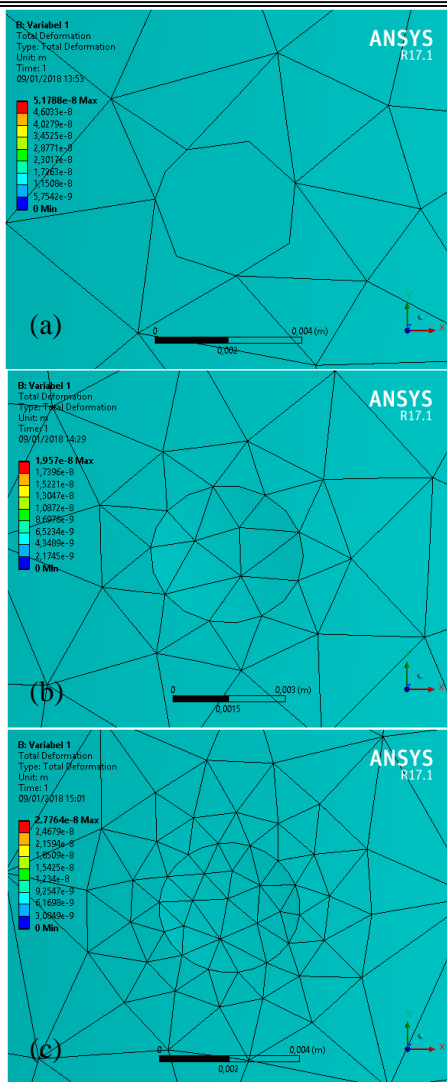 B: Variabel 1
Total Deformation
Type: Total Deformation
Unit: m
Time: 1
09/01/2018 13:53
ANSYS
R17.1
5,1788e-8 Max
4,6033e-8
4,0279e-8
3,4525e-8
2,8771e-8
2,3017e-8
1,7263e-8
1,1508e-8
5,7542e-9
0 Min
(a)
0
0,004 (m)
0,002
Y
X
B: Variabel 1
Total Deformation
Type: Total Deformation
Unit: m
Time: 1
09/01/2018 14:29
ANSYS
R17.1
1,957e-8 Max
1,7396e-8
1,5221e-8
1,3047e-8
1,0872e-8
8,6978e-9
6,5234e-9
4,3489e-9
2,1745e-9
0 Min
(b)
0
0,003 (m)
0,0015
Y
X
B: Variabel 1
Total Deformation
Type: Total Deformation
Unit: m
Time: 1
09/01/2018 15:01
ANSYS
R17.1
2,7764e-8 Max
2,4679e-8
2,1594e-8
1,8509e-8
1,5425e-8
1,234e-8
9,2547e-9
6,1698e-9
3,0849e-9
0 Min
(c)
0
0,004 (m)
0,002
Y
X